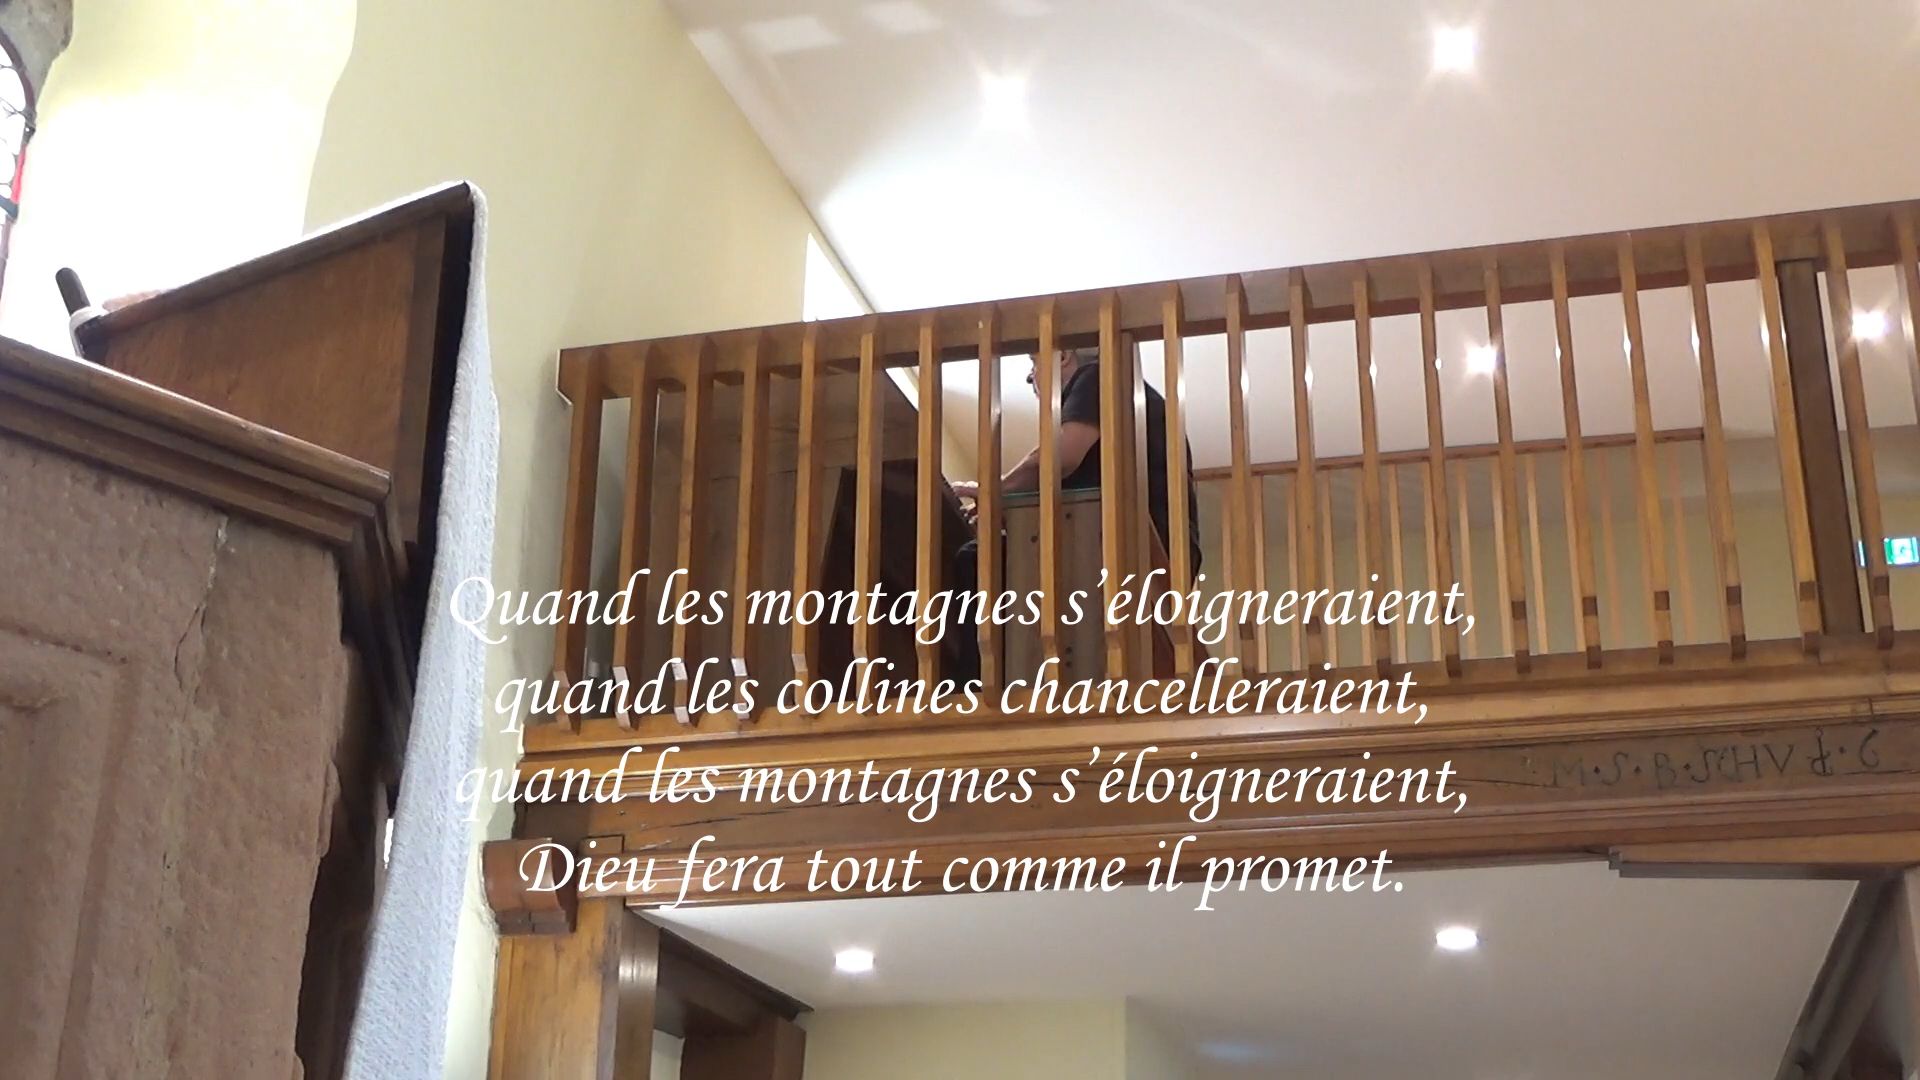 Quand les montagnes s’éloigneraient,
quand les collines chancelleraient,
quand les montagnes s’éloigneraient,
Dieu fera tout comme il promet.